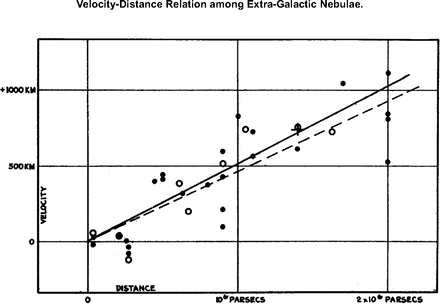 Velocity-Distance Relation among Extra-Galactic Nebulae.
+1000 KM
500 KM
0
VELOCITY
DISTANCE
0
10⁶ PARSECS
2 x 10⁶ PARSECS